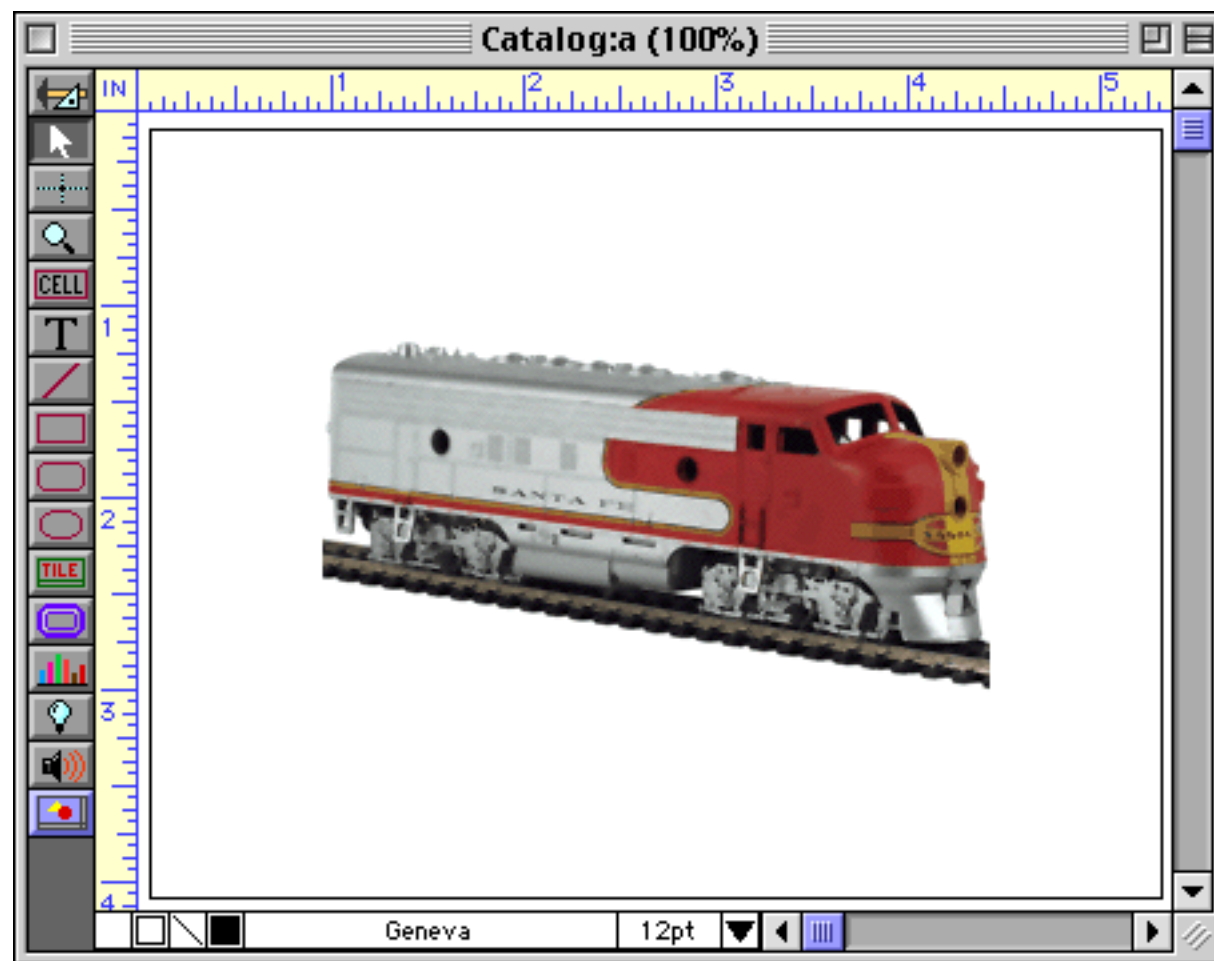 Catalog:a (100%)
IN 1 2 3 4 5
CELL
T
1
SANTA FE
2
TILE
3
4
Geneva 12pt